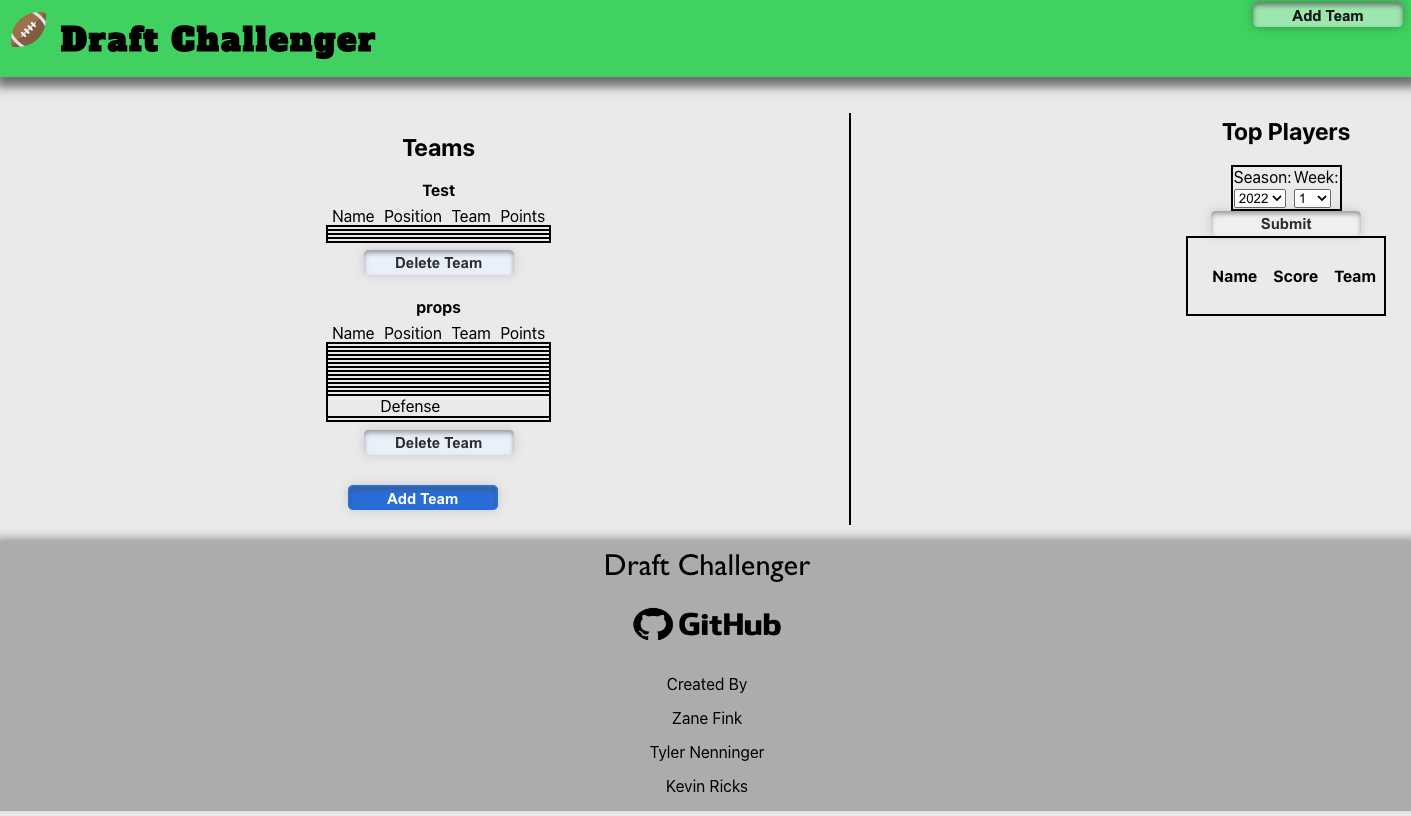 Draft Challenger
Add Team
Teams
Test
Name Position Team Points
Delete Team
props
Name Position Team Points
Defense
Delete Team
Add Team
Top Players
Season: Week:
2022 1
Submit
Name Score Team
Draft Challenger
GitHub
Created By
Zane Fink
Tyler Nenninger
Kevin Ricks